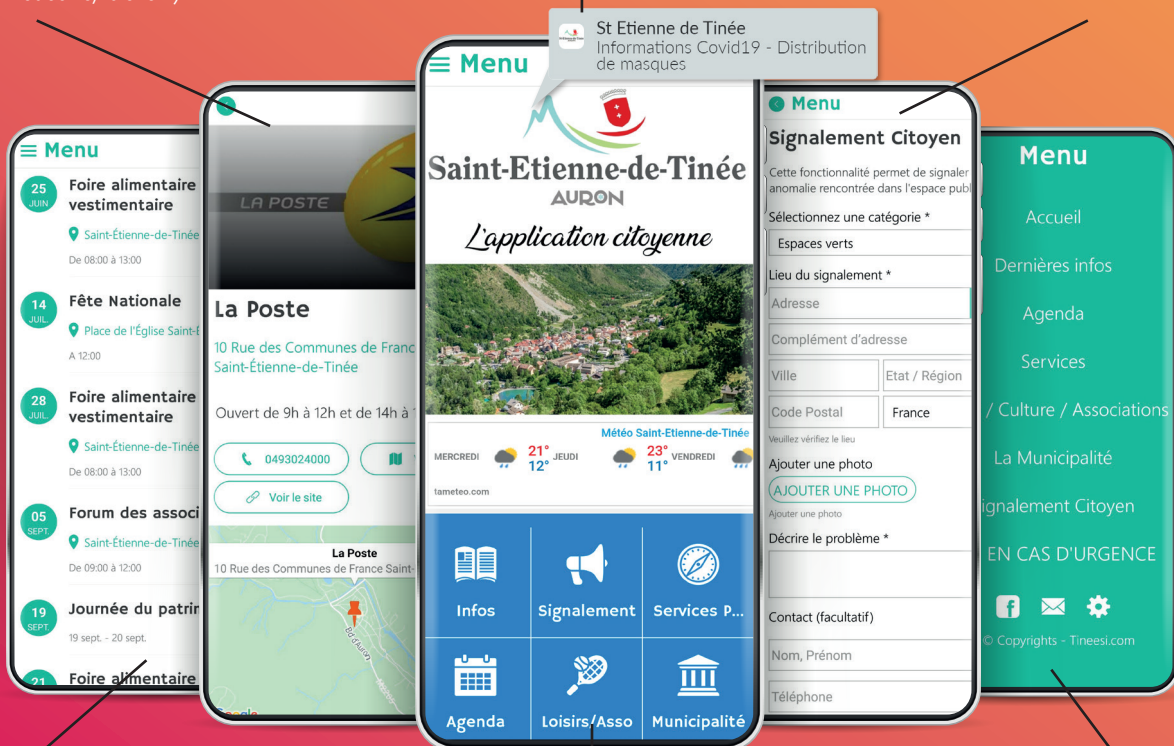 St Etienne de Tinée
Informations Covid19 - Distribution
de masques
Menu
25
JUIN
Foire alimentaire
vestimentaire
Saint-Étienne-de-Tinée
De 08:00 à 13:00
14
JUIL.
Fête Nationale
Place de l'Église Saint-É
A 12:00
28
JUIL.
Foire alimentaire
vestimentaire
Saint-Étienne-de-Tinée
De 08:00 à 13:00
05
SEPT.
Forum des associ
Saint-Étienne-de-Tinée
De 09:00 à 12:00
19
SEPT.
Journée du patrim
19 sept. - 20 sept.
21
Foire alimentaire
LA POSTE
La Poste
10 Rue des Communes de Franc
Saint-Étienne-de-Tinée
Ouvert de 9h à 12h et de 14h à 1
0493024000
Voir le site
La Poste
10 Rue des Communes de France Saint-
Bd d'Auron
Google
Menu
Saint-Etienne-de-Tinée
AURON
L'application citoyenne
Météo Saint-Etienne-de-Tinée
MERCREDI 21° 12° JEUDI 23° 11° VENDREDI
tameteo.com
Infos Signalement Services P...
Agenda Loisirs/Asso Municipalité
Menu
Signalement Citoyen
Cette fonctionnalité permet de signaler
anomalie rencontrée dans l'espace publ
Sélectionnez une catégorie *
Espaces verts
Lieu du signalement *
Adresse
Complément d'adresse
Ville Etat / Région
Code Postal France
Veuillez vérifiez le lieu
Ajouter une photo
AJOUTER UNE PHOTO
Ajouter une photo
Décrire le problème *
Contact (facultatif)
Nom, Prénom
Téléphone
Menu
Accueil
Dernières infos
Agenda
Services
/ Culture / Associations
La Municipalité
ignalement Citoyen
EN CAS D'URGENCE
© Copyrights - Tineesi.com